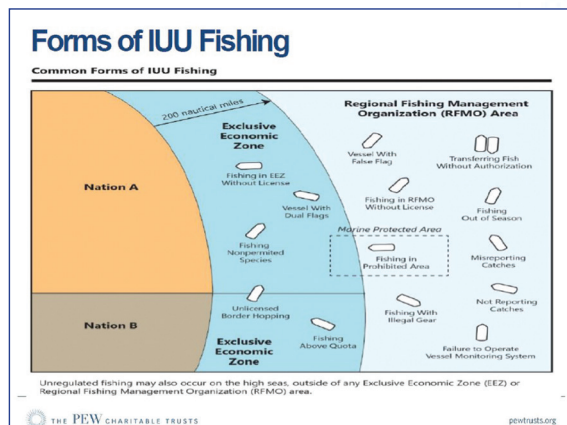 Forms of IUU Fishing
Common Forms of IUU Fishing
200 nautical miles
Exclusive
Economic
Zone
Regional Fishing Management
Organization (RFMO) Area
Nation A
Fishing in EEZ
Without License
Vessel With
Dual Flags
Fishing
Nonpermitted
Species
Vessel With
False Flag
Transferring Fish
Without Authorization
Fishing in RFMO
Without License
Fishing
Out of Season
Marine Protected Area
Fishing in
Prohibited Area
Misreporting
Catches
Nation B
Unlicensed
Border Hopping
Fishing
Above Quota
Exclusive
Economic
Zone
Fishing With
Illegal Gear
Not Reporting
Catches
Failure to Operate
Vessel Monitoring System
Unregulated fishing may also occur on the high seas, outside of any Exclusive Economic Zone (EEZ) or
Regional Fishing Management Organization (RFMO) area.
THE PEW CHARITABLE TRUSTS
pewtrusts.org